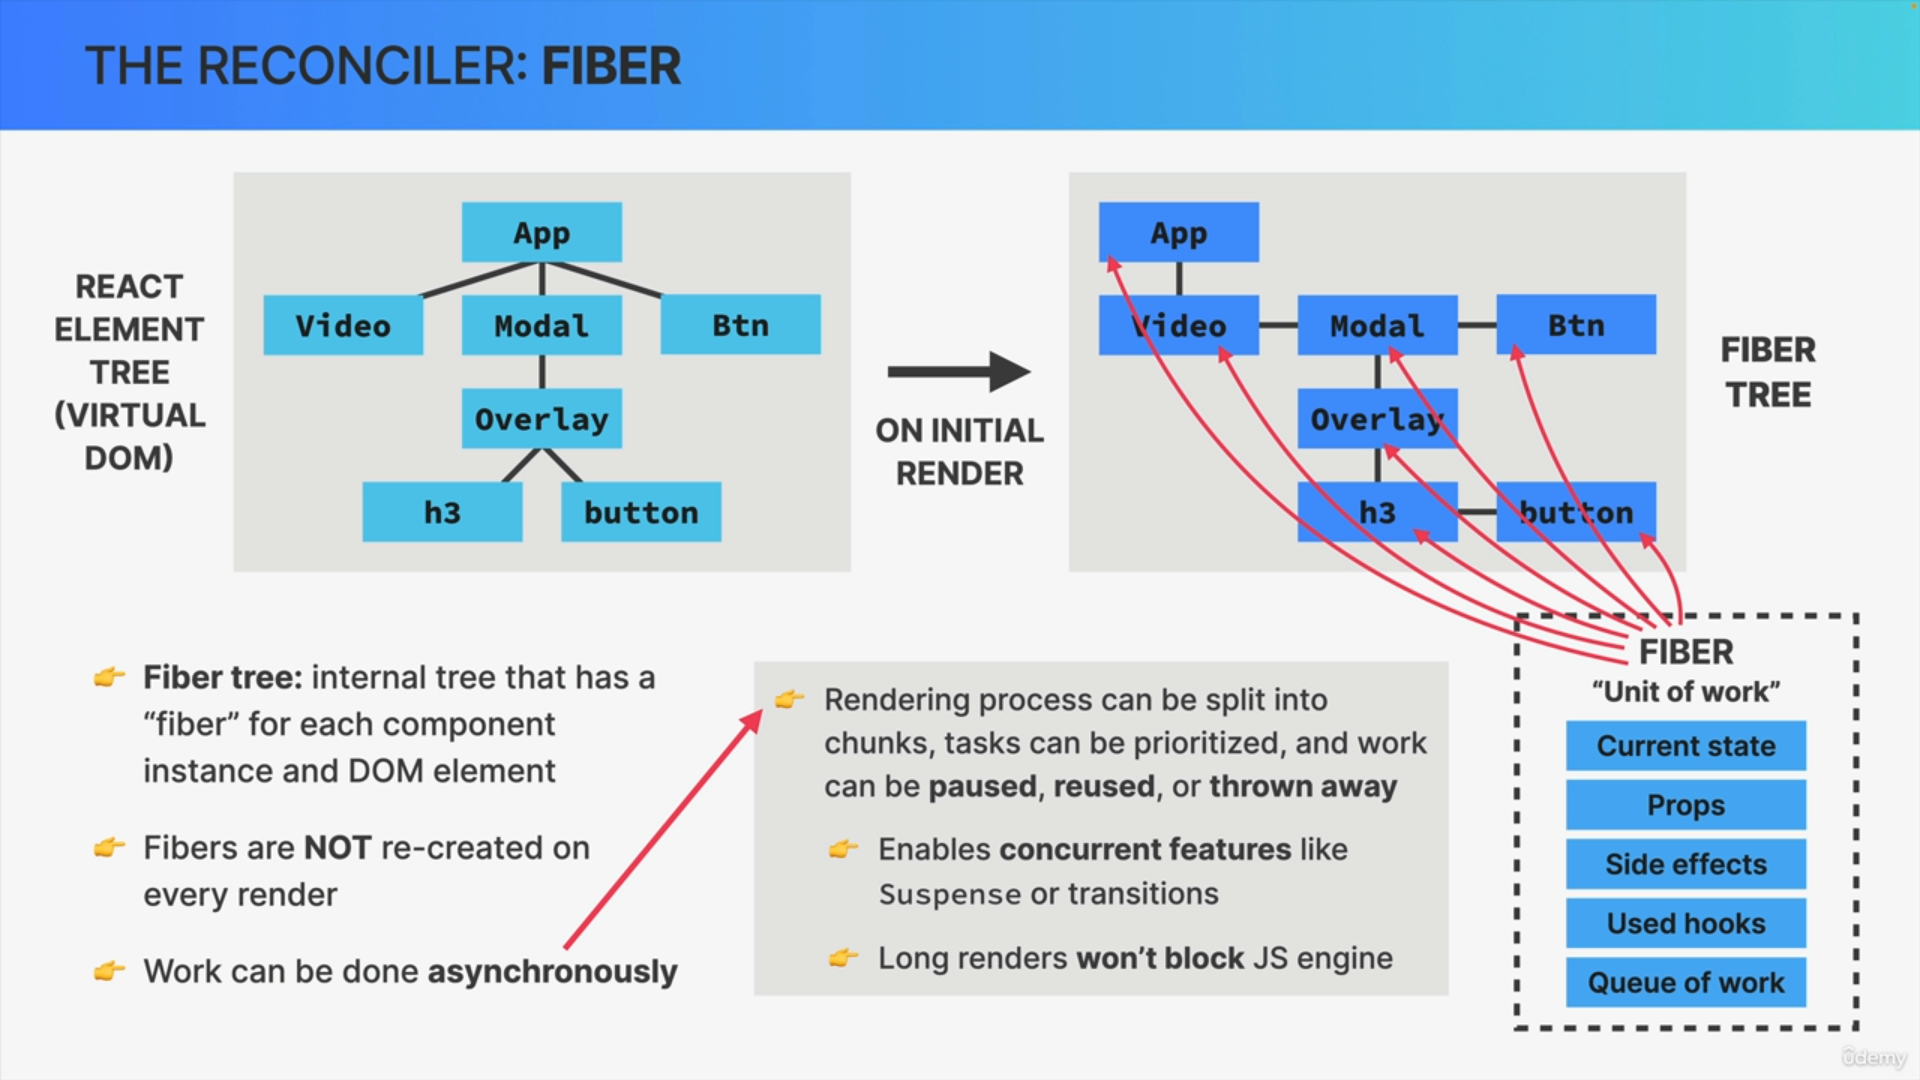 THE RECONCILER: FIBER
REACT
ELEMENT
TREE
(VIRTUAL
DOM)
App
Video
Modal
Btn
Overlay
h3
button
ON INITIAL
RENDER
App
Video
Modal
Btn
Overlay
h3
button
FIBER
TREE
👉 Fiber tree: internal tree that has a
“fiber” for each component
instance and DOM element
👉 Fibers are NOT re-created on
every render
👉 Work can be done asynchronously
👉 Rendering process can be split into
chunks, tasks can be prioritized, and work
can be paused, reused, or thrown away
👉 Enables concurrent features like
Suspense or transitions
👉 Long renders won’t block JS engine
FIBER
“Unit of work”
Current state
Props
Side effects
Used hooks
Queue of work
ûdemy